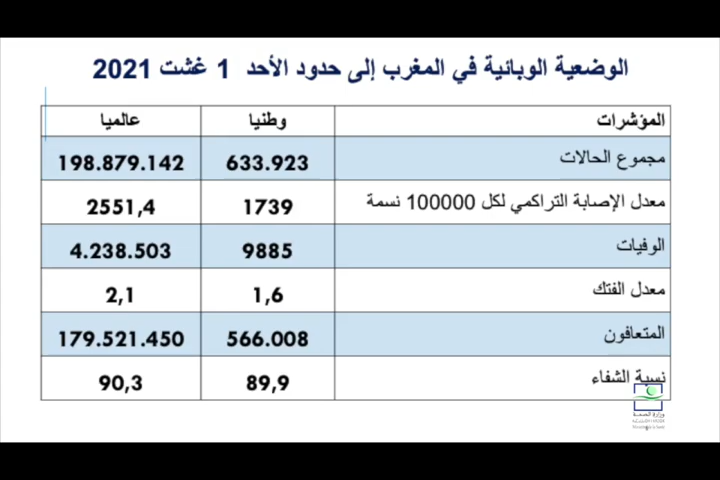 الوضعية الوبائية في المغرب إلى حدود الأحد 1 غشت 2021
المؤشرات وطنيا عالميا
مجموع الحالات 633.923 198.879.142
معدل الإصابة التراكمي لكل 100000 نسمة 1739 2551,4
الوفيات 9885 4.238.503
معدل الفتك 1,6 2,1
المتعافون 566.008 179.521.450
نسبة الشفاء 89,9 90,3
وزارة الصحة